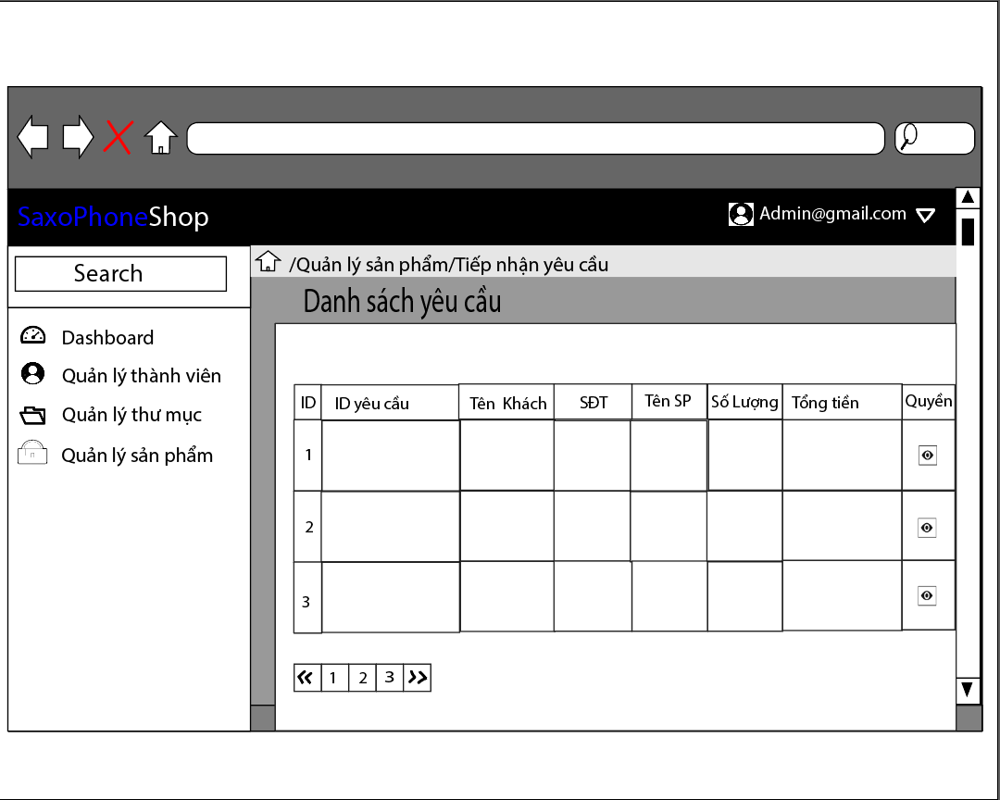 SaxoPhoneShop
Admin@gmail.com
Search
/Quản lý sản phẩm/Tiếp nhận yêu cầu
Danh sách yêu cầu
Dashboard
Quản lý thành viên
Quản lý thư mục
Quản lý sản phẩm
ID ID yêu cầu Tên Khách SĐT Tên SP Số Lượng Tổng tiền Quyền
1
2
3
« 1 2 3 »